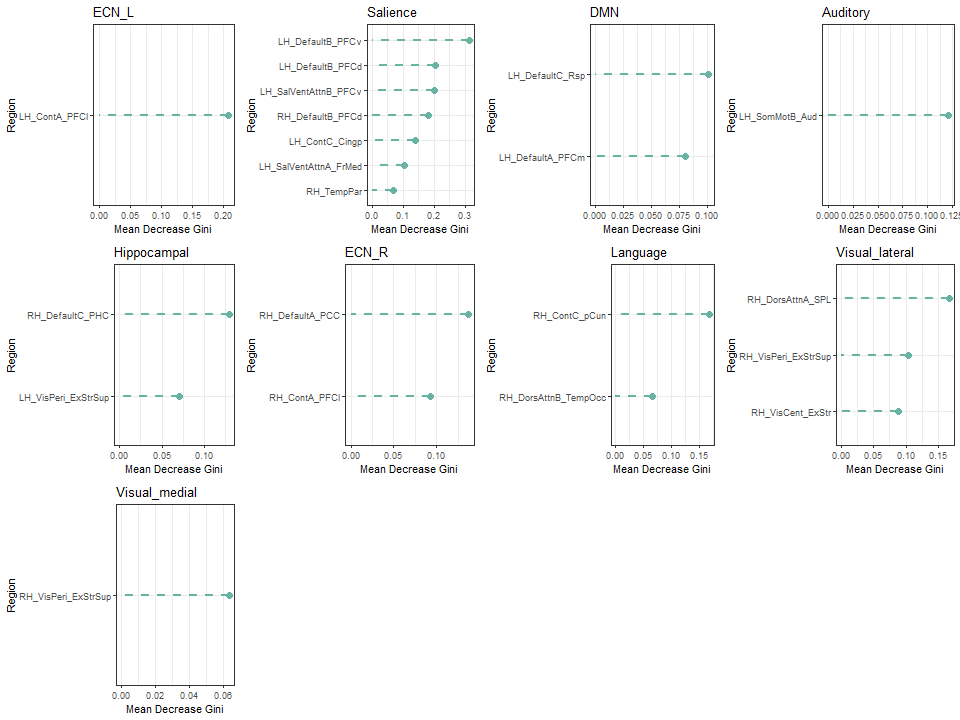 ECN_L
Region
LH_ContA_PFCl
0.00 0.05 0.10 0.15 0.20
Mean Decrease Gini
Salience
Region
LH_DefaultB_PFCv
LH_DefaultB_PFCd
LH_SalVentAttnB_PFCv
RH_DefaultB_PFCd
LH_ContC_Cingp
LH_SalVentAttnA_FrMed
RH_TempPar
0.0 0.1 0.2 0.3
Mean Decrease Gini
DMN
Region
LH_DefaultC_Rsp
LH_DefaultA_PFCm
0.000 0.025 0.050 0.075 0.100
Mean Decrease Gini
Auditory
Region
LH_SomMotB_Aud
0.000 0.025 0.050 0.075 0.100 0.125
Mean Decrease Gini
Hippocampal
Region
RH_DefaultC_PHC
LH_VisPeri_ExStrSup
0.00 0.05 0.10
Mean Decrease Gini
ECN_R
Region
RH_DefaultA_PCC
RH_ContA_PFCl
0.00 0.05 0.10
Mean Decrease Gini
Language
Region
RH_ContC_pCun
RH_DorsAttnB_TempOcc
0.00 0.05 0.10 0.15
Mean Decrease Gini
Visual_lateral
Region
RH_DorsAttnA_SPL
RH_VisPeri_ExStrSup
RH_VisCent_ExStr
0.00 0.05 0.10 0.15
Mean Decrease Gini
Visual_medial
Region
RH_VisPeri_ExStrSup
0.00 0.02 0.04 0.06
Mean Decrease Gini